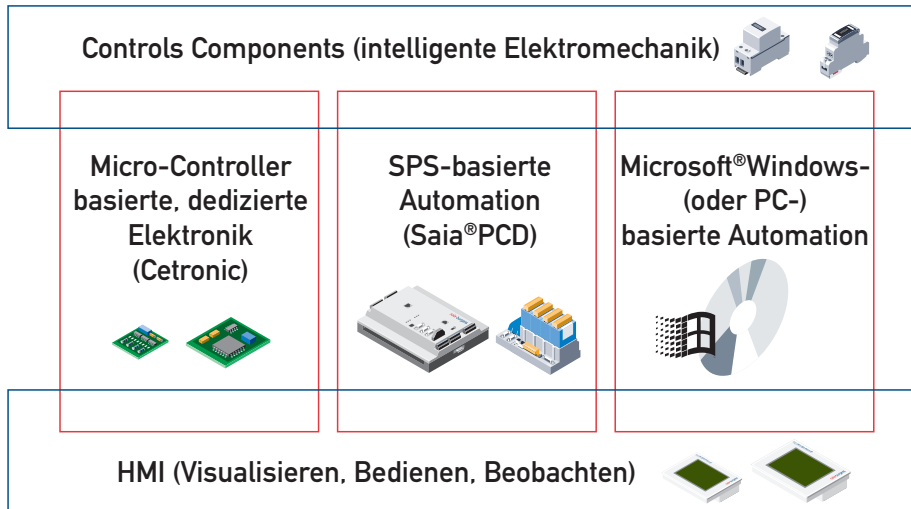 Controls Components (intelligente Elektromechanik)
Micro-Controller
basierte, dedizierte
Elektronik
(Cetronic)
SPS-basierte
Automation
(Saia®PCD)
Microsoft®Windows-
(oder PC-)
basierte Automation
HMI (Visualisieren, Bedienen, Beobachten)